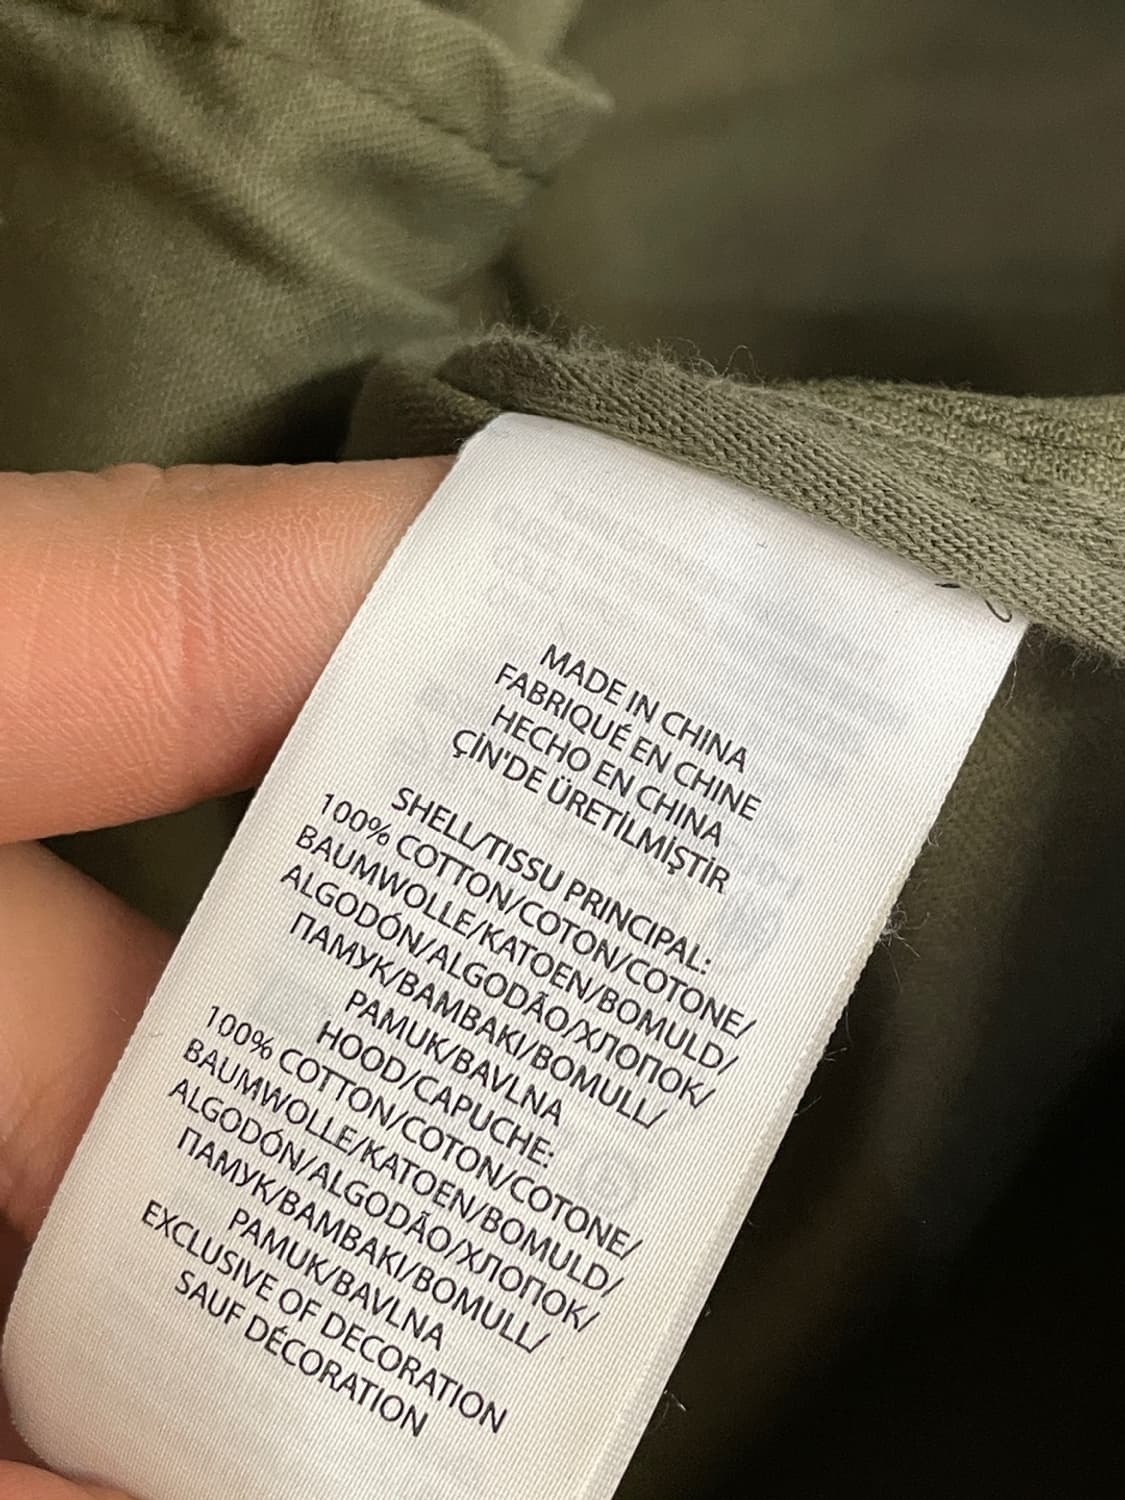 MADE IN CHINA
FABRIQUÉ EN CHINE
HECHO EN CHINA
ÇİN'DE ÜRETİLMİŞTİR
SHELL/TISSU PRINCIPAL:
100% COTTON/COTON/COTONE/
BAUMWOLLE/KATOEN/BOMULD/
ALGODÓN/ALGODÃO/ХЛОПОК/
ПАМУК/BAMBAKI/BOMULL/
PAMUK/BAVLNA
HOOD/CAPUCHE:
100% COTTON/COTON/COTONE/
BAUMWOLLE/KATOEN/BOMULD/
ALGODÓN/ALGODÃO/ХЛОПОК/
ПАМУК/BAMBAKI/BOMULL/
PAMUK/BAVLNA
EXCLUSIVE OF DECORATION
SAUF DÉCORATION